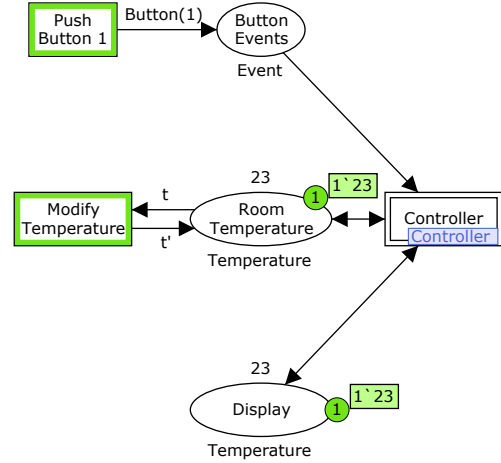 Push
Button 1
Button(1)
Button
Events
Event
23
1
1`23
t
Modify
Temperature
t'
Room
Temperature
Temperature
Controller
Controller
23
Display
1
1`23
Temperature